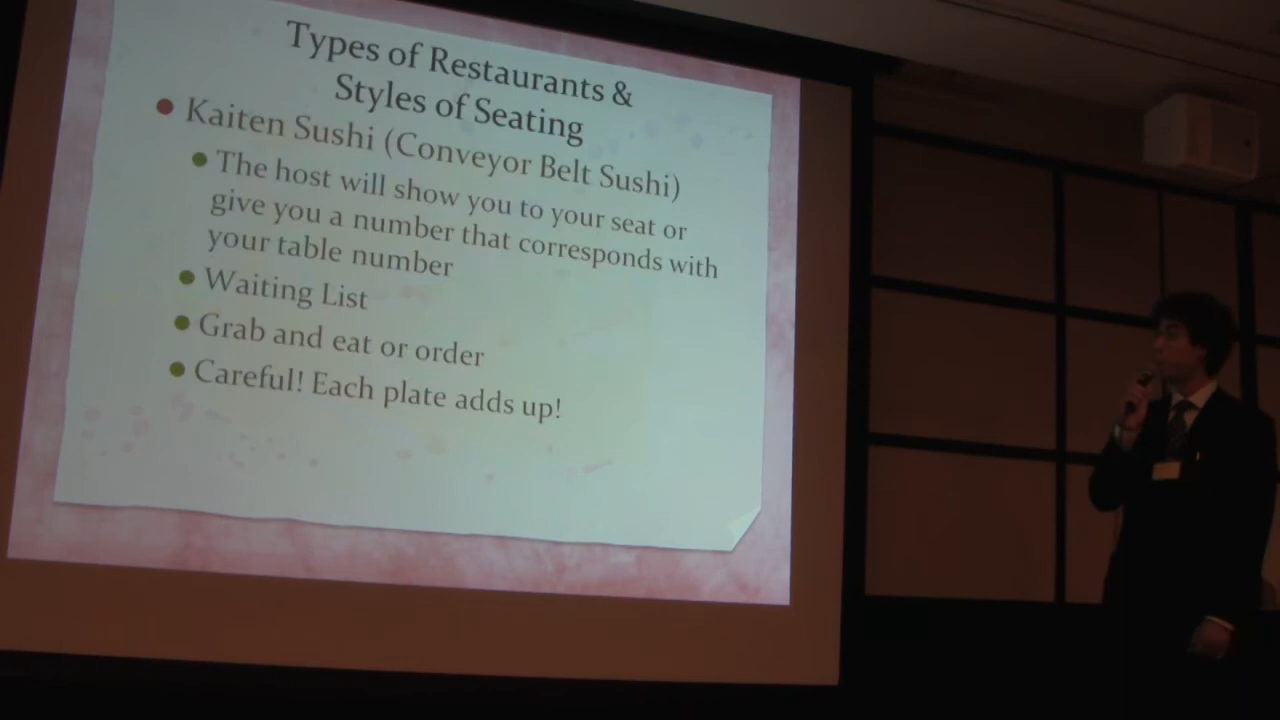 Types of Restaurants &
Styles of Seating
Kaiten Sushi (Conveyor Belt Sushi)
The host will show you to your seat or
give you a number that corresponds with
your table number
Waiting List
Grab and eat or order
Careful! Each plate adds up!